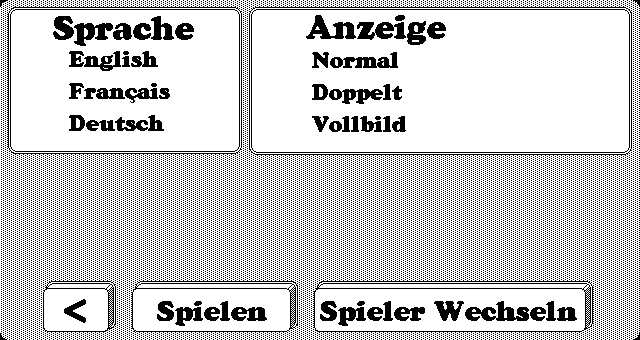 Sprache
English
Français
Deutsch
Anzeige
Normal
Doppelt
Vollbild
<
Spielen
Spieler Wechseln